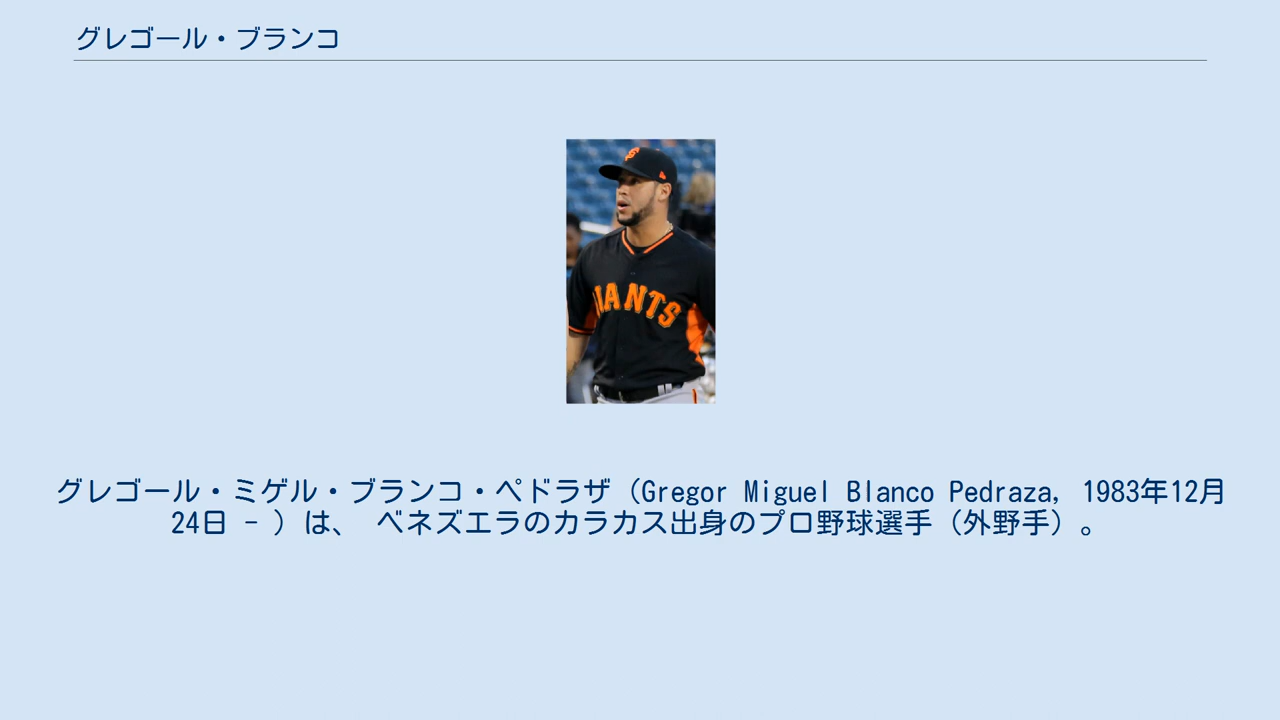 グレゴール・ブランコ
GIANTS
グレゴール・ミゲル・ブランコ・ペドラザ（Gregor Miguel Blanco Pedraza, 1983年12月
24日 - ）は、 ベネズエラのカラカス出身のプロ野球選手（外野手）。